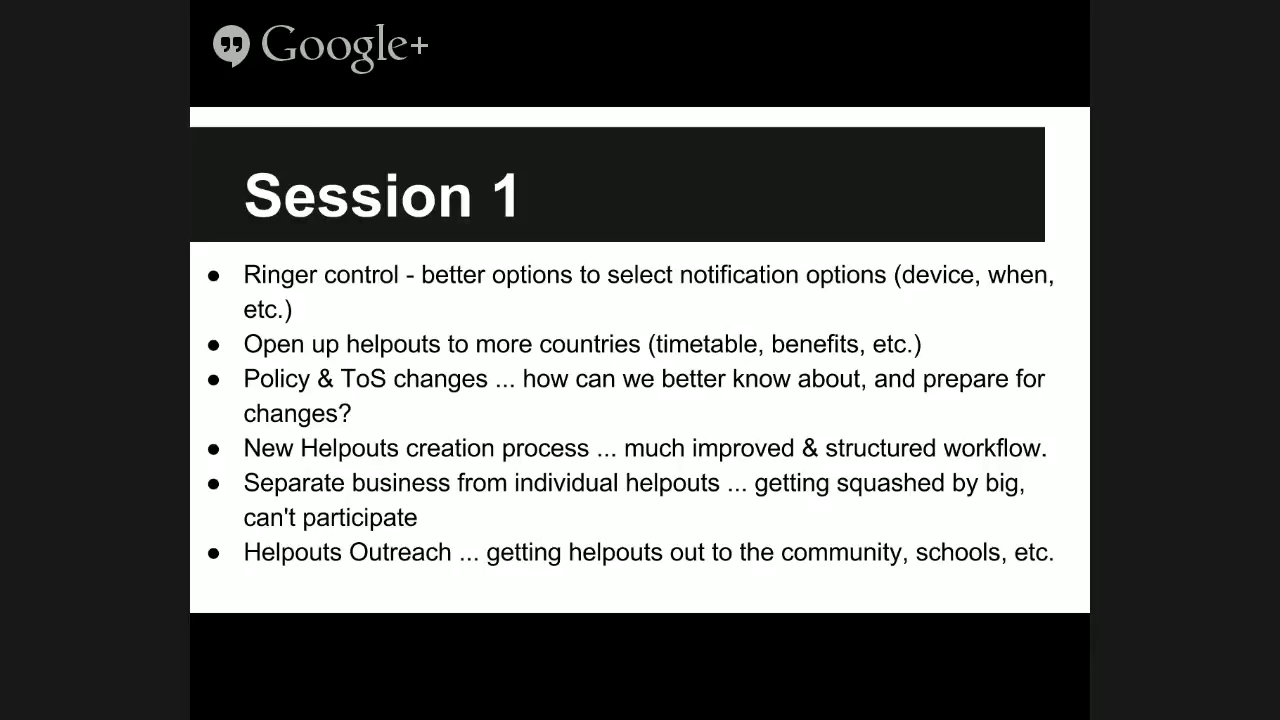 Google+
Session 1
● Ringer control - better options to select notification options (device, when,
etc.)
● Open up helpouts to more countries (timetable, benefits, etc.)
● Policy & ToS changes ... how can we better know about, and prepare for
changes?
● New Helpouts creation process ... much improved & structured workflow.
● Separate business from individual helpouts ... getting squashed by big,
can't participate
● Helpouts Outreach ... getting helpouts out to the community, schools, etc.